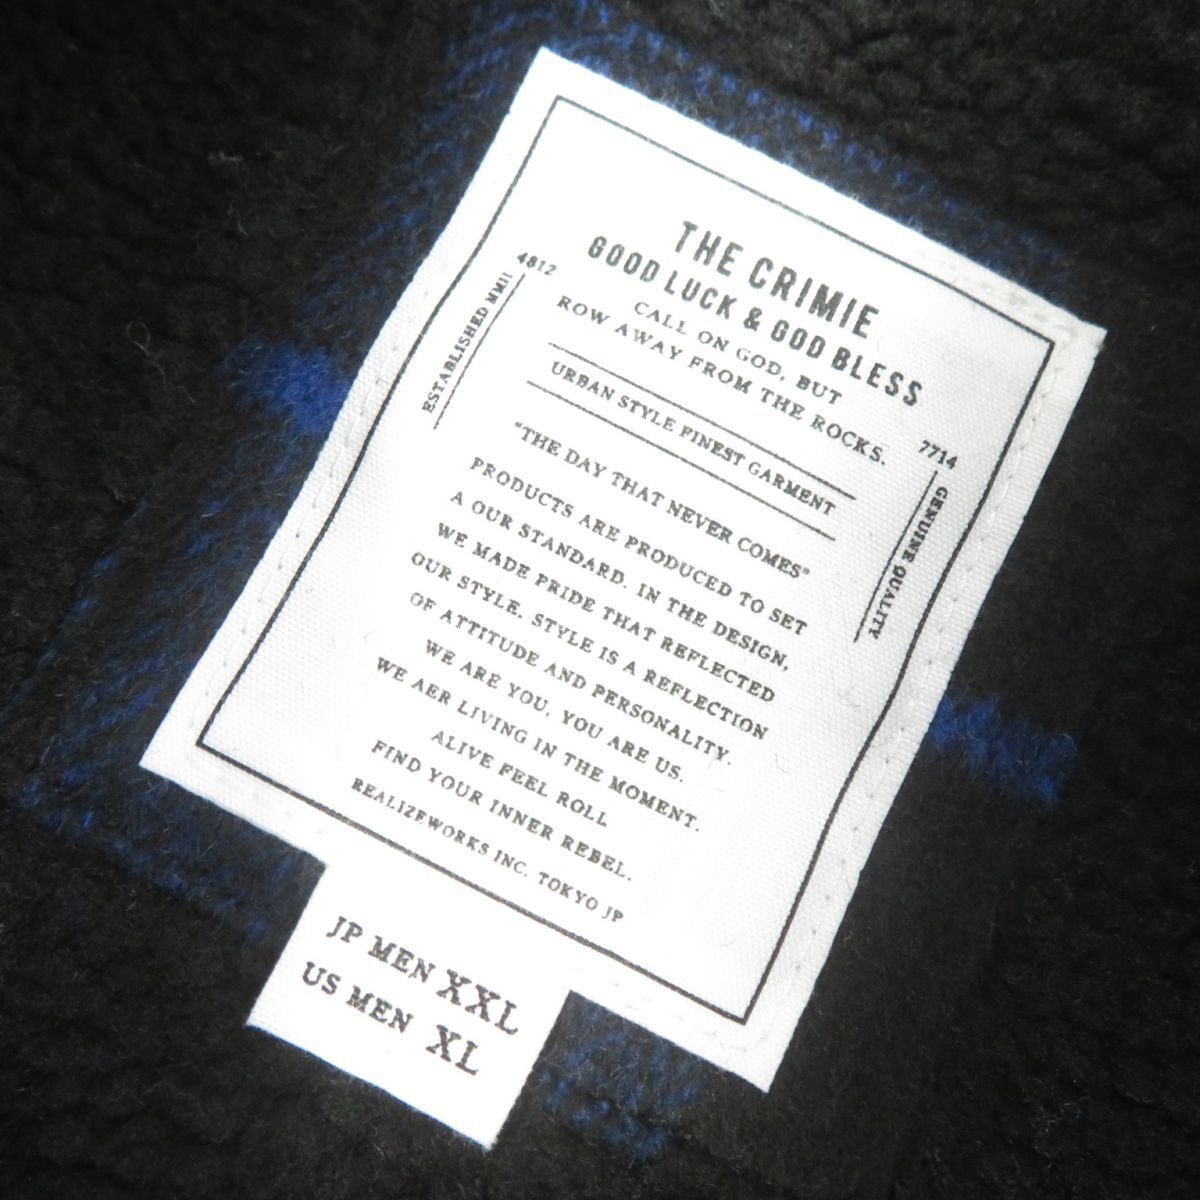 THE CRIMIE
GOOD LUCK & GOD BLESS
CALL ON GOD, BUT
ROW AWAY FROM THE ROCKS.
4812
ESTABLISHED MMII
URBAN STYLE FINEST GARMENT
7714
GENUINE QUALITY
"THE DAY THAT NEVER COMES"
PRODUCTS ARE PRODUCED TO SET
A OUR STANDARD. IN THE DESIGN,
WE MADE PRIDE THAT REFLECTED
OUR STYLE. STYLE IS A REFLECTION
OF ATTITUDE AND PERSONALITY.
WE ARE YOU, YOU ARE US.
WE AER LIVING IN THE MOMENT.
ALIVE FEEL ROLL
FIND YOUR INNER REBEL.
REALIZEWORKS INC. TOKYO JP
JP MEN XXL
US MEN XL